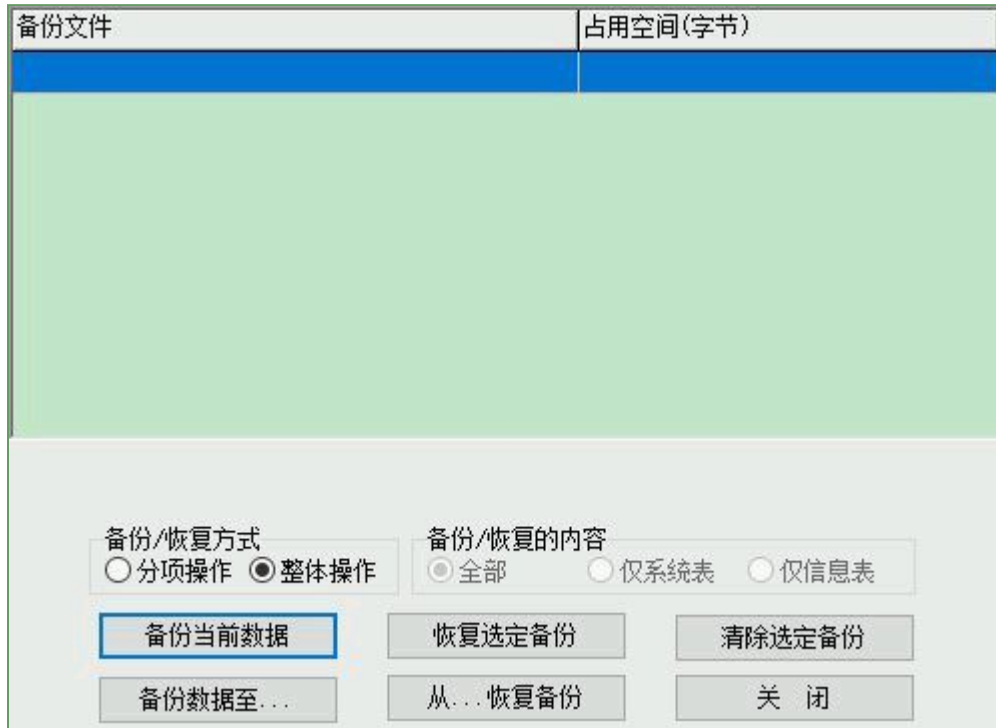 备份文件 占用空间(字节)
备份/恢复方式 备份/恢复的内容
分项操作 整体操作 全部 仅系统表 仅信息表
备份当前数据 恢复选定备份 清除选定备份
备份数据至... 从...恢复备份 关 闭